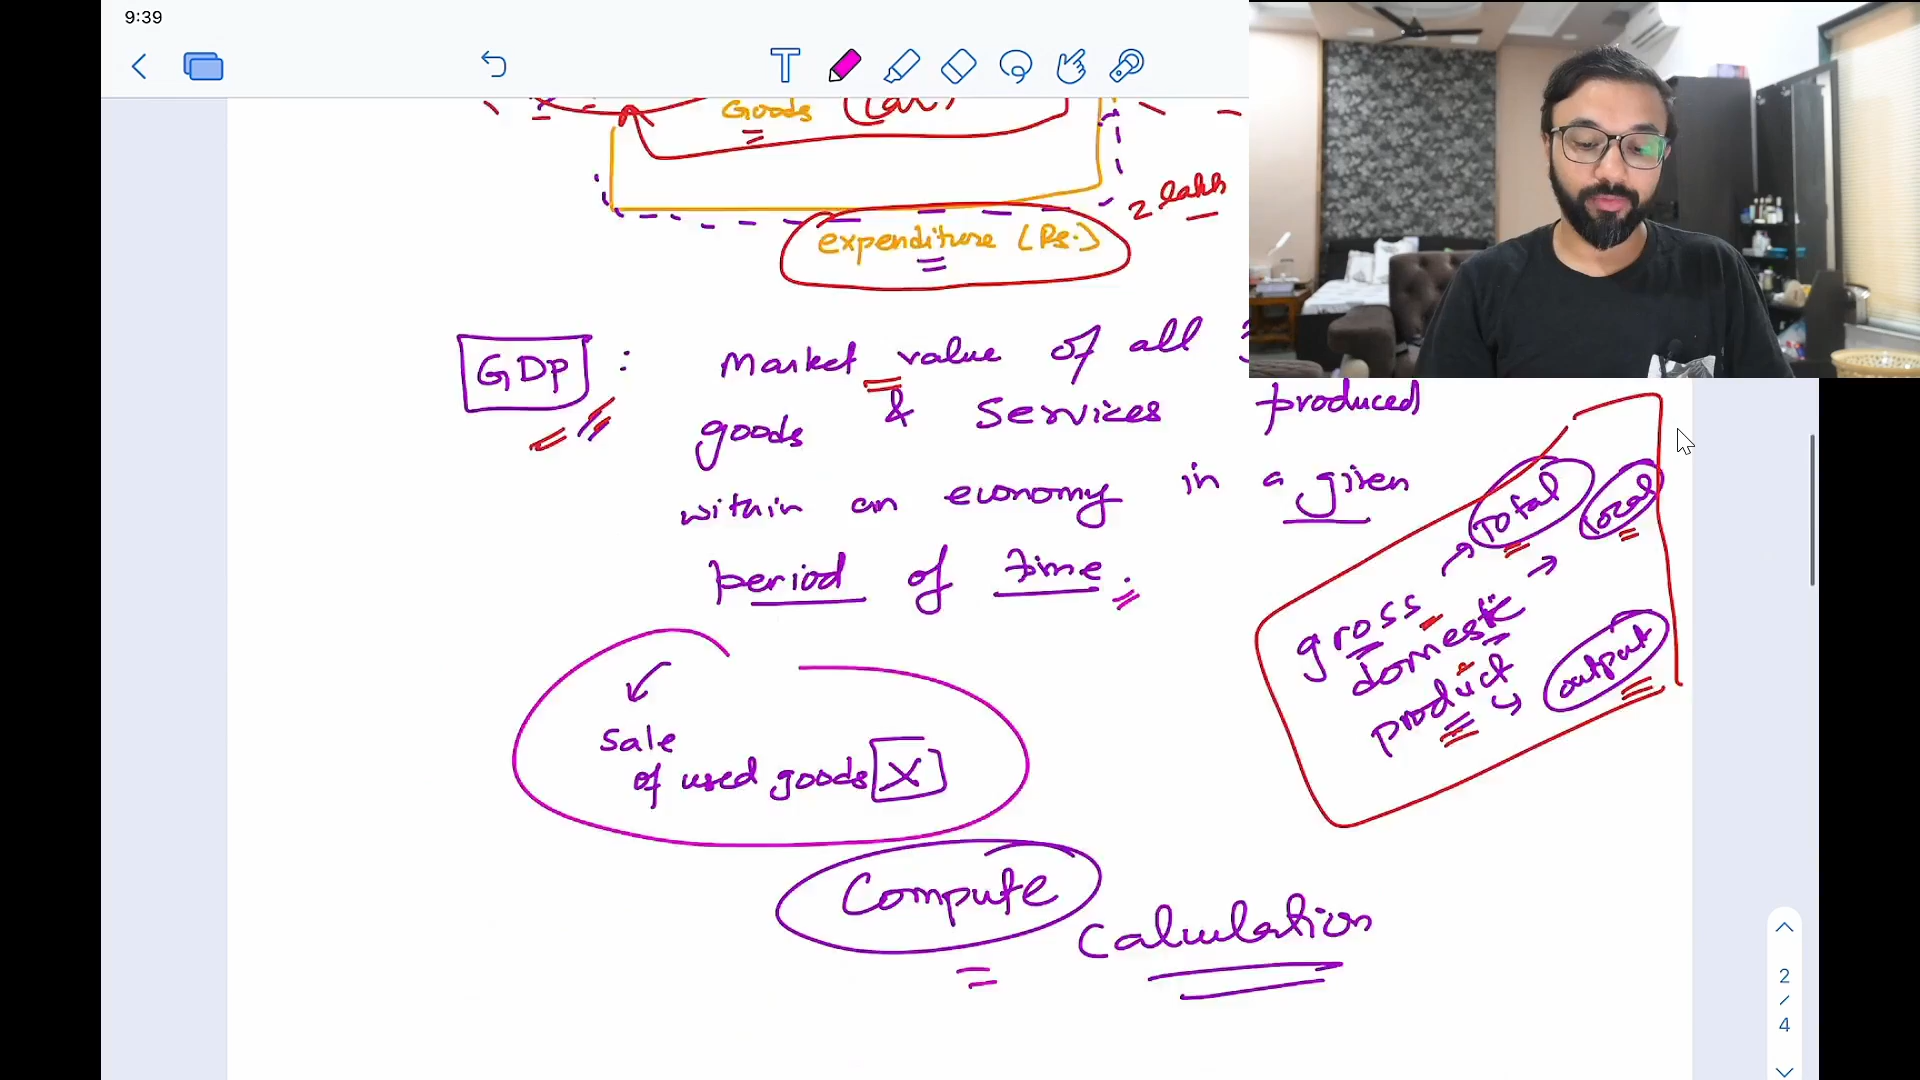 9:39
T
Goods (car)
2 lakh
expenditure (Rs.)
GDP : Market value of all
goods & services produced
within an economy in a given
period of time.
Total local
gross
domestic
product output
Sale
of used goods X
Compute
Calculation
2
/
4